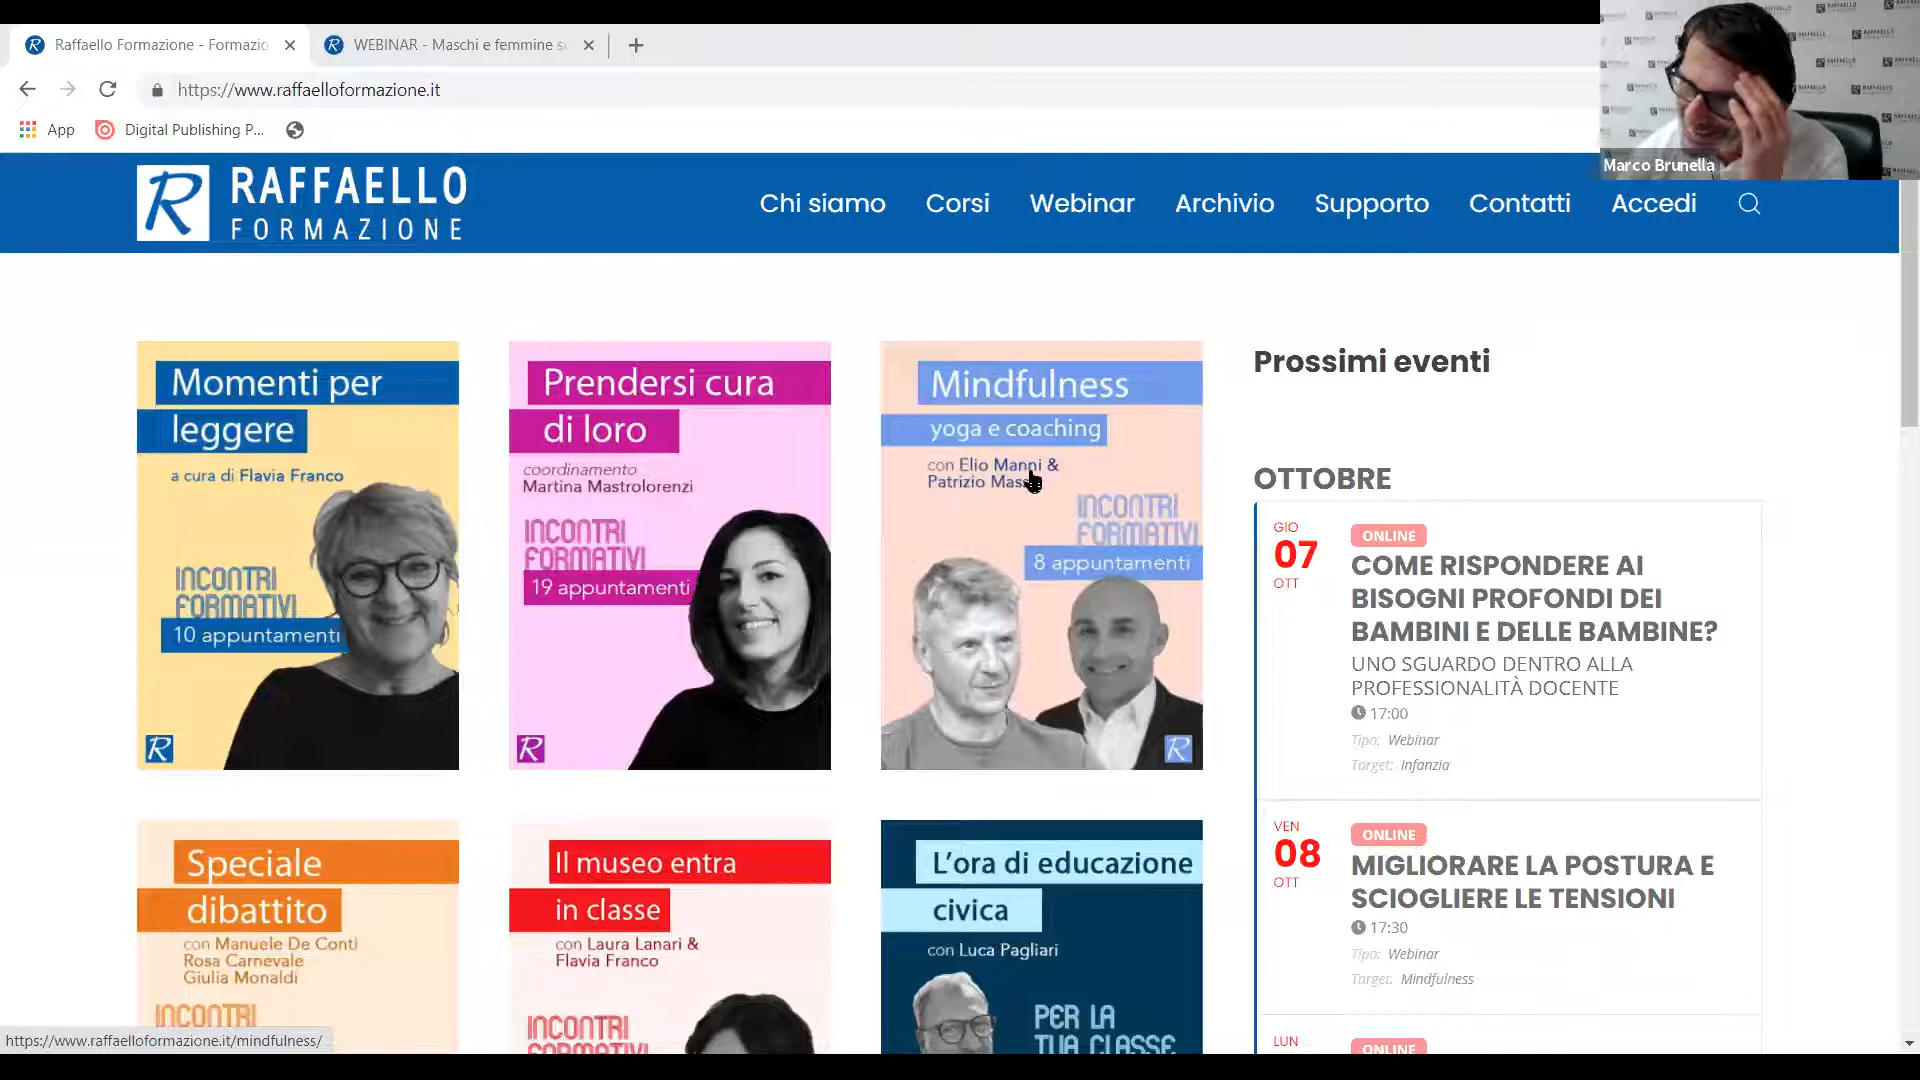 Raffaello Formazione - Formazio
WEBINAR - Maschi e femmine s
https://www.raffaelloformazione.it
App
Digital Publishing P...
Marco Brunella
R RAFFAELLO
FORMAZIONE
Chi siamo
Corsi
Webinar
Archivio
Supporto
Contatti
Accedi
Momenti per
leggere
a cura di Flavia Franco
INCONTRI
FORMATIVI
10 appuntamenti
R
Prendersi cura
di loro
coordinamento
Martina Mastrolorenzi
INCONTRI
FORMATIVI
19 appuntamenti
R
Mindfulness
yoga e coaching
con Elio Manni &
Patrizio
INCONTRI
FORMATIVI
8 appuntamenti
R
Speciale
dibattito
con Manuele De Conti
Rosa Carnevale
Giulia Monaldi
INCONTRI
Il museo entra
in classe
con Laura Lanari &
Flavia Franco
INCONTRI
FORMATIVI
L'ora di educazione
civica
con Luca Pagliari
PER LA
TUA CLASSE
Prossimi eventi
OTTOBRE
GIO
07
OTT
ONLINE
COME RISPONDERE AI
BISOGNI PROFONDI DEI
BAMBINI E DELLE BAMBINE?
UNO SGUARDO DENTRO ALLA
PROFESSIONALITÀ DOCENTE
17:00
Tipo: Webinar
Target: Infanzia
VEN
08
OTT
ONLINE
MIGLIORARE LA POSTURA E
SCIOGLIERE LE TENSIONI
17:30
Tipo: Webinar
Target: Mindfulness
LUN
ONLINE
https://www.raffaelloformazione.it/mindfulness/